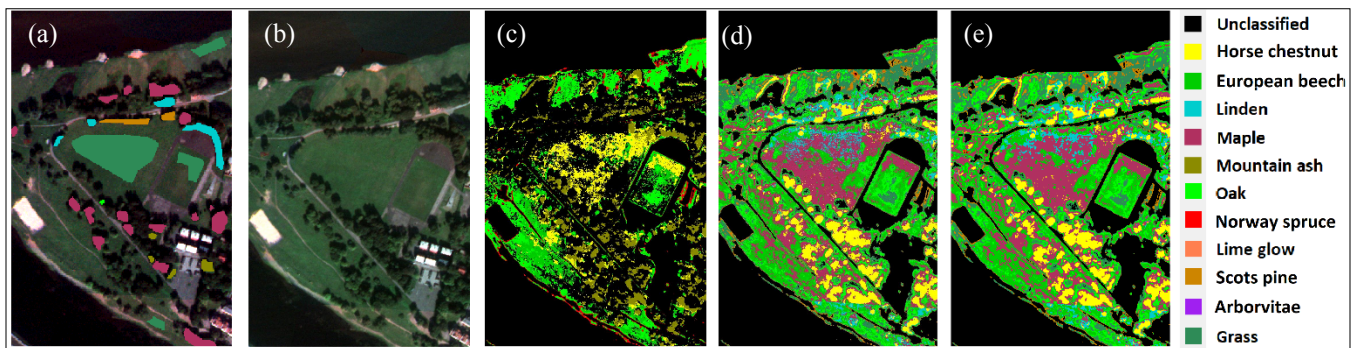 (a)
(b)
(c)
(d)
(e)
Unclassified
Horse chestnut
European beech
Linden
Maple
Mountain ash
Oak
Norway spruce
Lime glow
Scots pine
Arborvitae
Grass